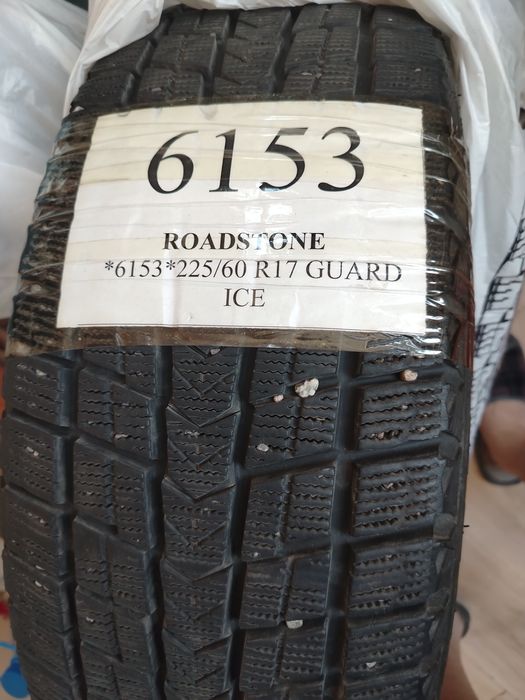 6153
ROADSTONE
*6153*225/60 R17 GUARD
ICE